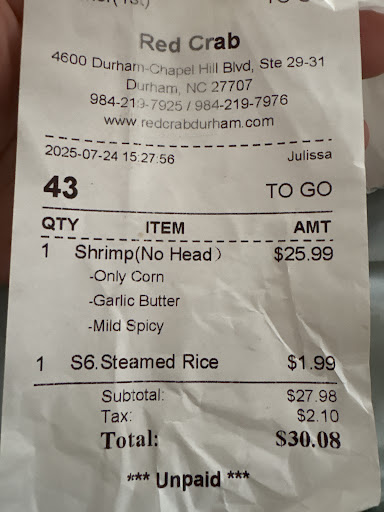 Red Crab
4600 Durham-Chapel Hill Blvd, Ste 29-31
Durham, NC 27707
984-219-7925 / 984-219-7976
www.redcrabdurham.com
2025-07-24 15:27:56 Julissa
43 TO GO
QTY ITEM AMT
1 Shrimp(No Head) $25.99
-Only Corn
-Garlic Butter
-Mild Spicy
1 S6.Steamed Rice $1.99
Subtotal: $27.98
Tax: $2.10
Total: $30.08
*** Unpaid ***